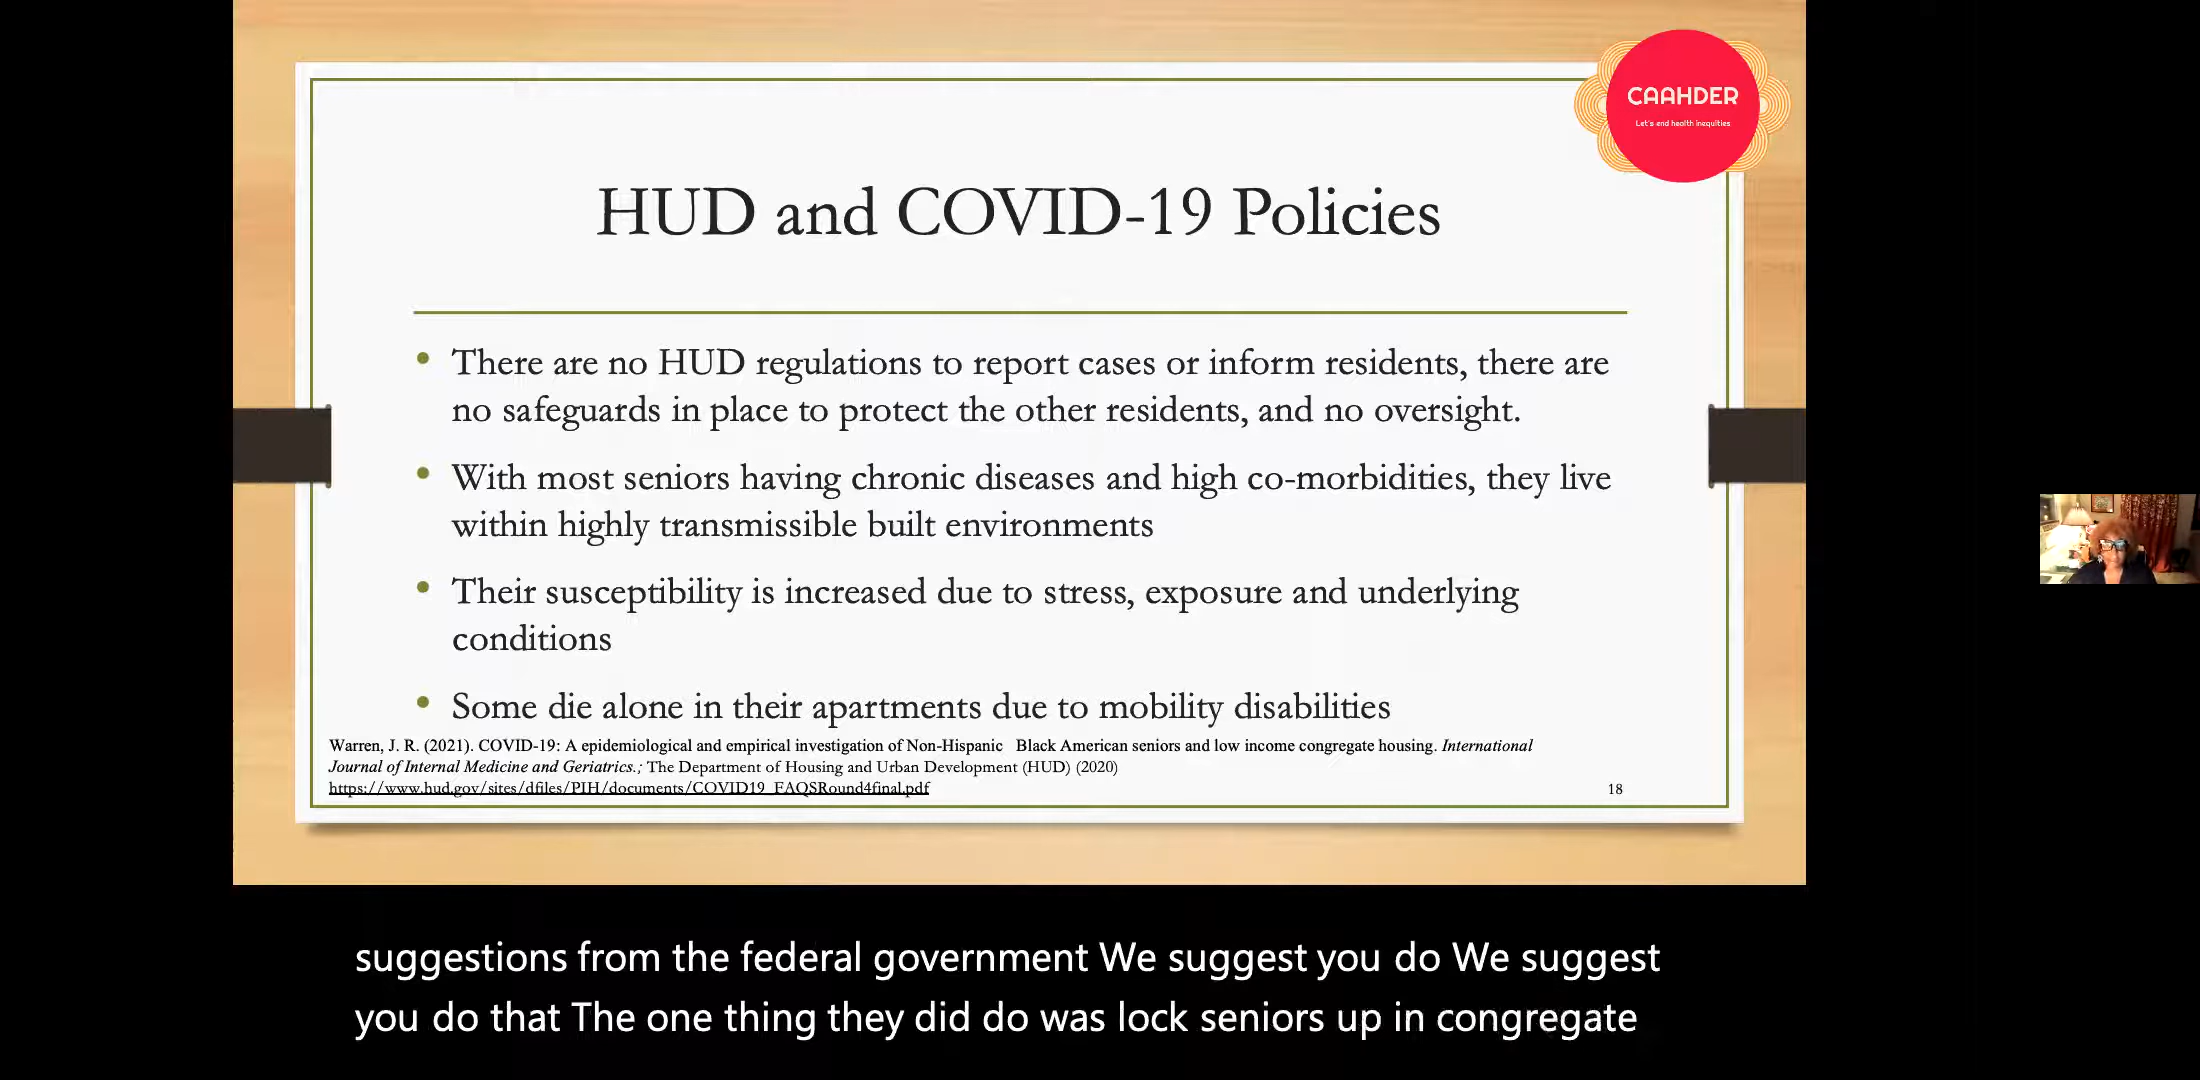 CAAHDER
Let's end health inequities
HUD and COVID-19 Policies
• There are no HUD regulations to report cases or inform residents, there are
no safeguards in place to protect the other residents, and no oversight.
• With most seniors having chronic diseases and high co-morbidities, they live
within highly transmissible built environments
• Their susceptibility is increased due to stress, exposure and underlying
conditions
• Some die alone in their apartments due to mobility disabilities
Warren, J. R. (2021). COVID-19: A epidemiological and empirical investigation of Non-Hispanic Black American seniors and low income congregate housing. International
Journal of Internal Medicine and Geriatrics.; The Department of Housing and Urban Development (HUD) (2020)
https://www.hud.gov/sites/dfiles/PIH/documents/COVID19_FAQSRound4final.pdf
18
suggestions from the federal government We suggest you do We suggest
you do that The one thing they did do was lock seniors up in congregate